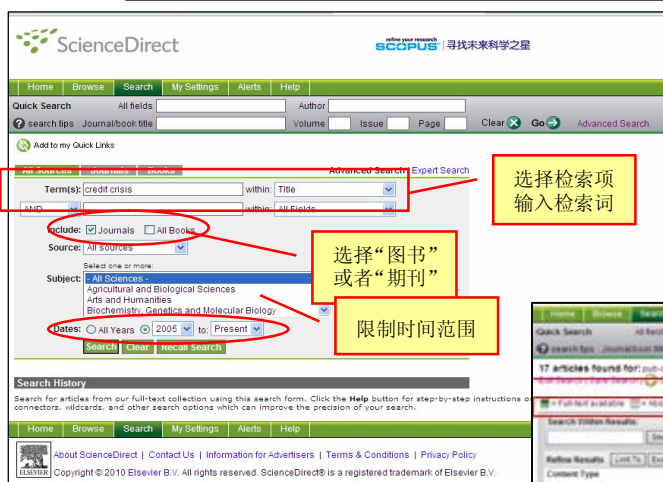 ScienceDirect
refine your research
SCOPUS 寻找未来科学之星
Home Browse Search My Settings Alerts Help
Quick Search All fields Author
search tips Journal/book title Volume Issue Page Clear Go Advanced Search
Add to my Quick Links
All Sources Journals Books Advanced Search | Expert Search
Term(s): credit crisis within: Title
AND within: All Fields
选择检索项
输入检索词
Include: Journals All Books
Source: All sources
选择“图书”
或者“期刊”
Select one or more:
Subject: - All Sciences -
Agricultural and Biological Sciences
Arts and Humanities
Biochemistry, Genetics and Molecular Biology
限制时间范围
Dates: All Years 2005 to: Present
Search Clear Recall Search
Search History
Search for articles from our full-text collection using this search form. Click the Help button for step-by-step instructions
connectors, wildcards, and other search options which can improve the precision of your search.
Home Browse Search My Settings Alerts Help
About ScienceDirect | Contact Us | Information for Advertisers | Terms & Conditions | Privacy Policy
ELSEVIER Copyright © 2010 Elsevier B.V. All rights reserved. ScienceDirect® is a registered trademark of Elsevier B.V.
Home Browse
Quick Search
search tips
17 articles found for:
Full-text available
Search Within Results:
Refine Results Limit To
Content Type